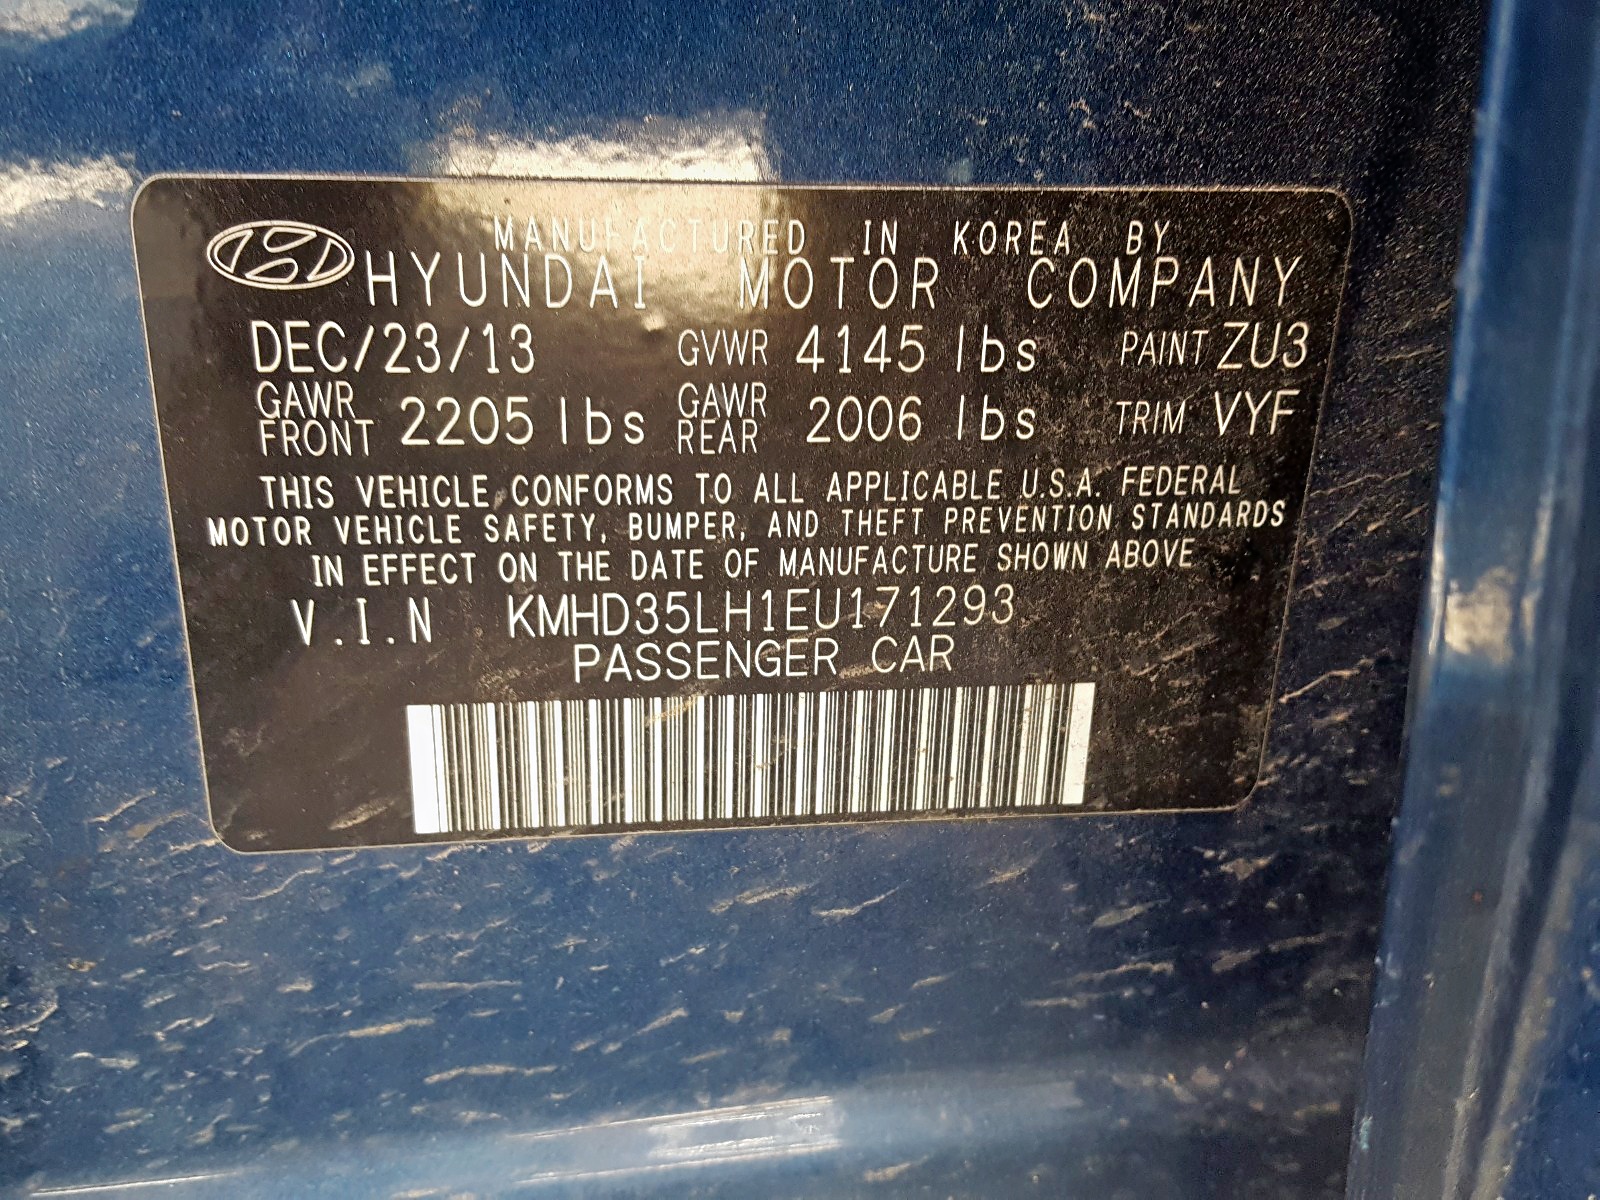 MANUFACTURED IN KOREA BY
HYUNDAI MOTOR COMPANY
DEC/23/13 GVWR 4145 lbs PAINT ZU3
GAWR FRONT 2205 lbs GAWR REAR 2006 lbs TRIM VYF
THIS VEHICLE CONFORMS TO ALL APPLICABLE U.S.A. FEDERAL
MOTOR VEHICLE SAFETY, BUMPER, AND THEFT PREVENTION STANDARDS
IN EFFECT ON THE DATE OF MANUFACTURE SHOWN ABOVE
V.I.N KMHD35LH1EU171293
PASSENGER CAR